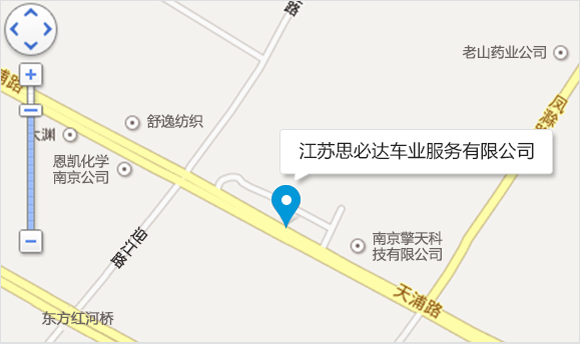 路
老山药业公司
浦路
凤
滁
舒逸纺织
大渊
江苏思必达车业服务有限公司
恩凯化学
南京公司
迎江路
南京擎天科
技有限公司
天浦路
东方红河桥